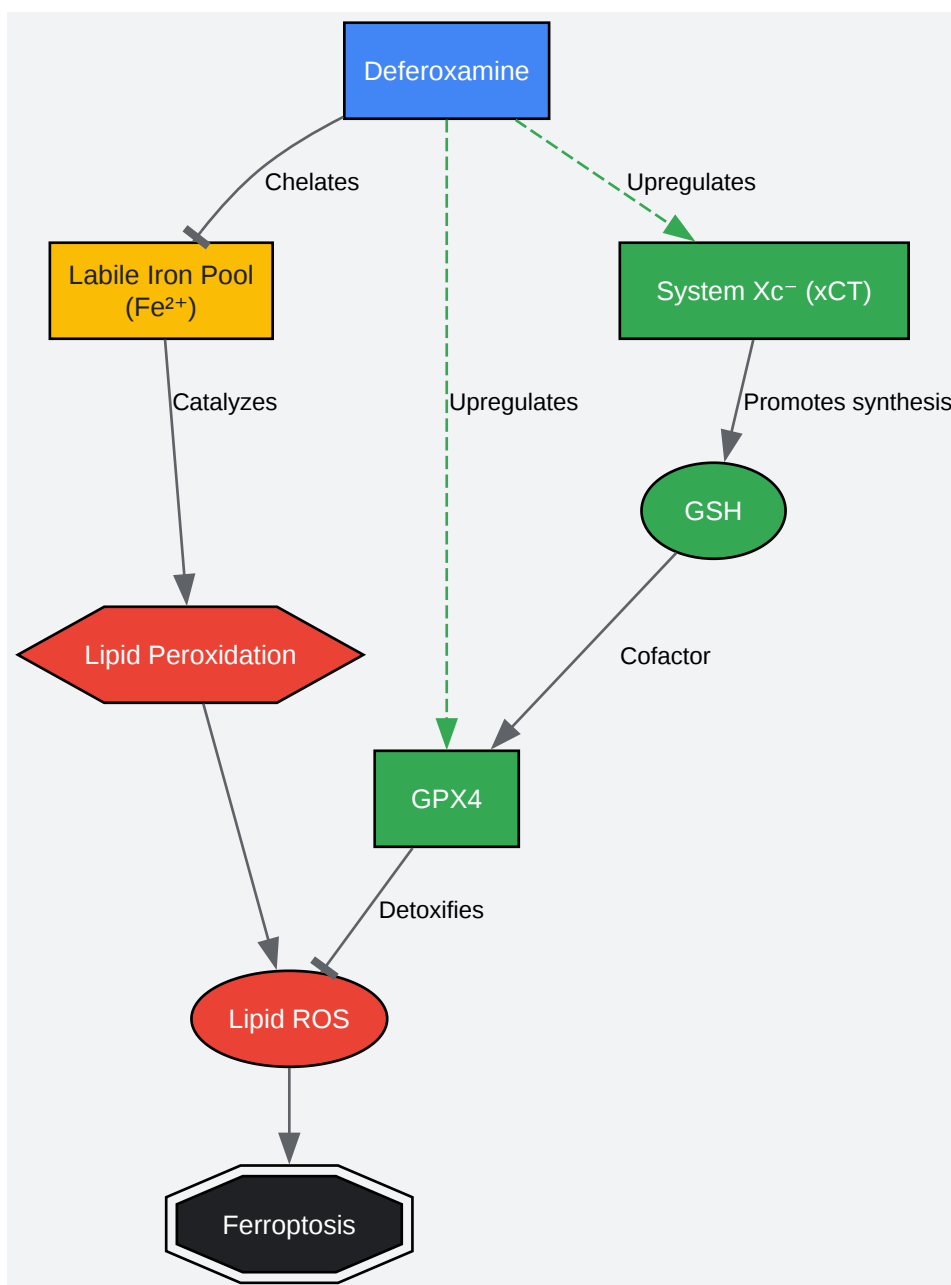 Deferoxamine
Chelates
Upregulates
Labile Iron Pool
(Fe²⁺)
System Xc⁻ (xCT)
Catalyzes
Upregulates
Promotes synthesis
GSH
Lipid Peroxidation
Cofactor
GPX4
Detoxifies
Lipid ROS
Ferroptosis